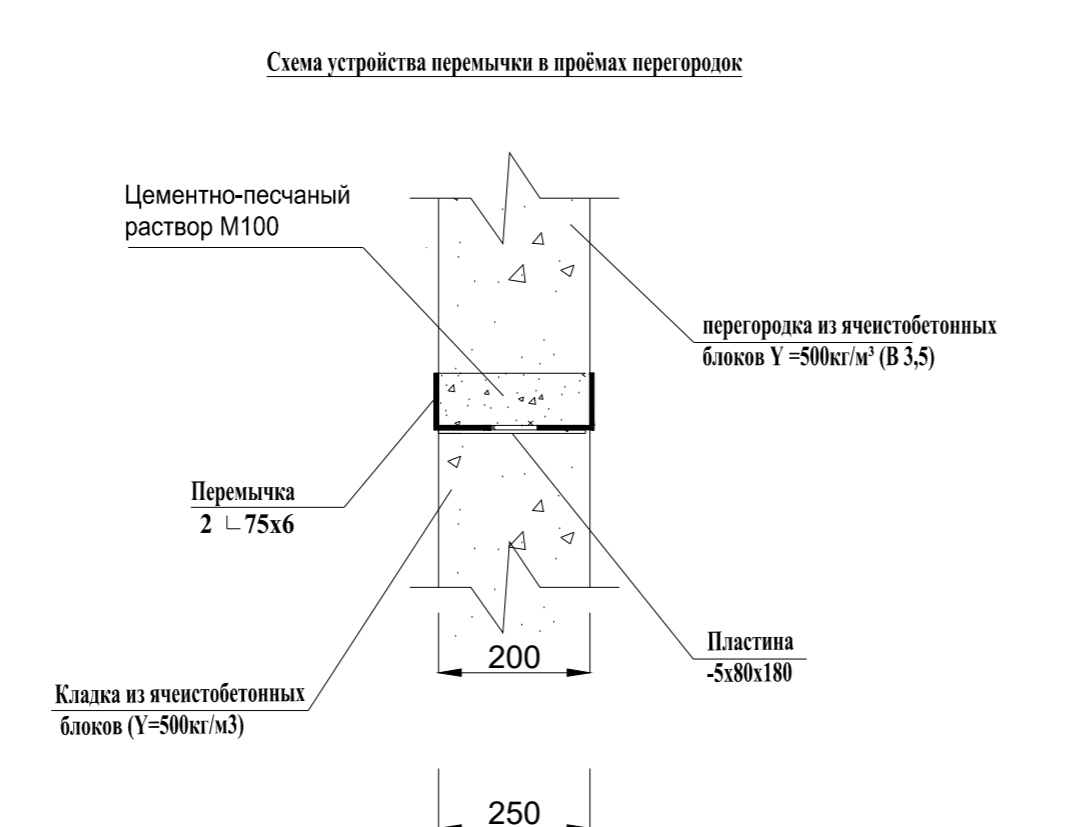 Схема устройства перемычки в проёмах перегородок
Цементно-песчаный
раствор М100
перегородка из ячеистобетонных
блоков Y =500кг/м³ (В 3,5)
Перемычка
2 ∟75х6
Пластина
-5х80х180
200
Кладка из ячеистобетонных
блоков (Y=500кг/м3)
250